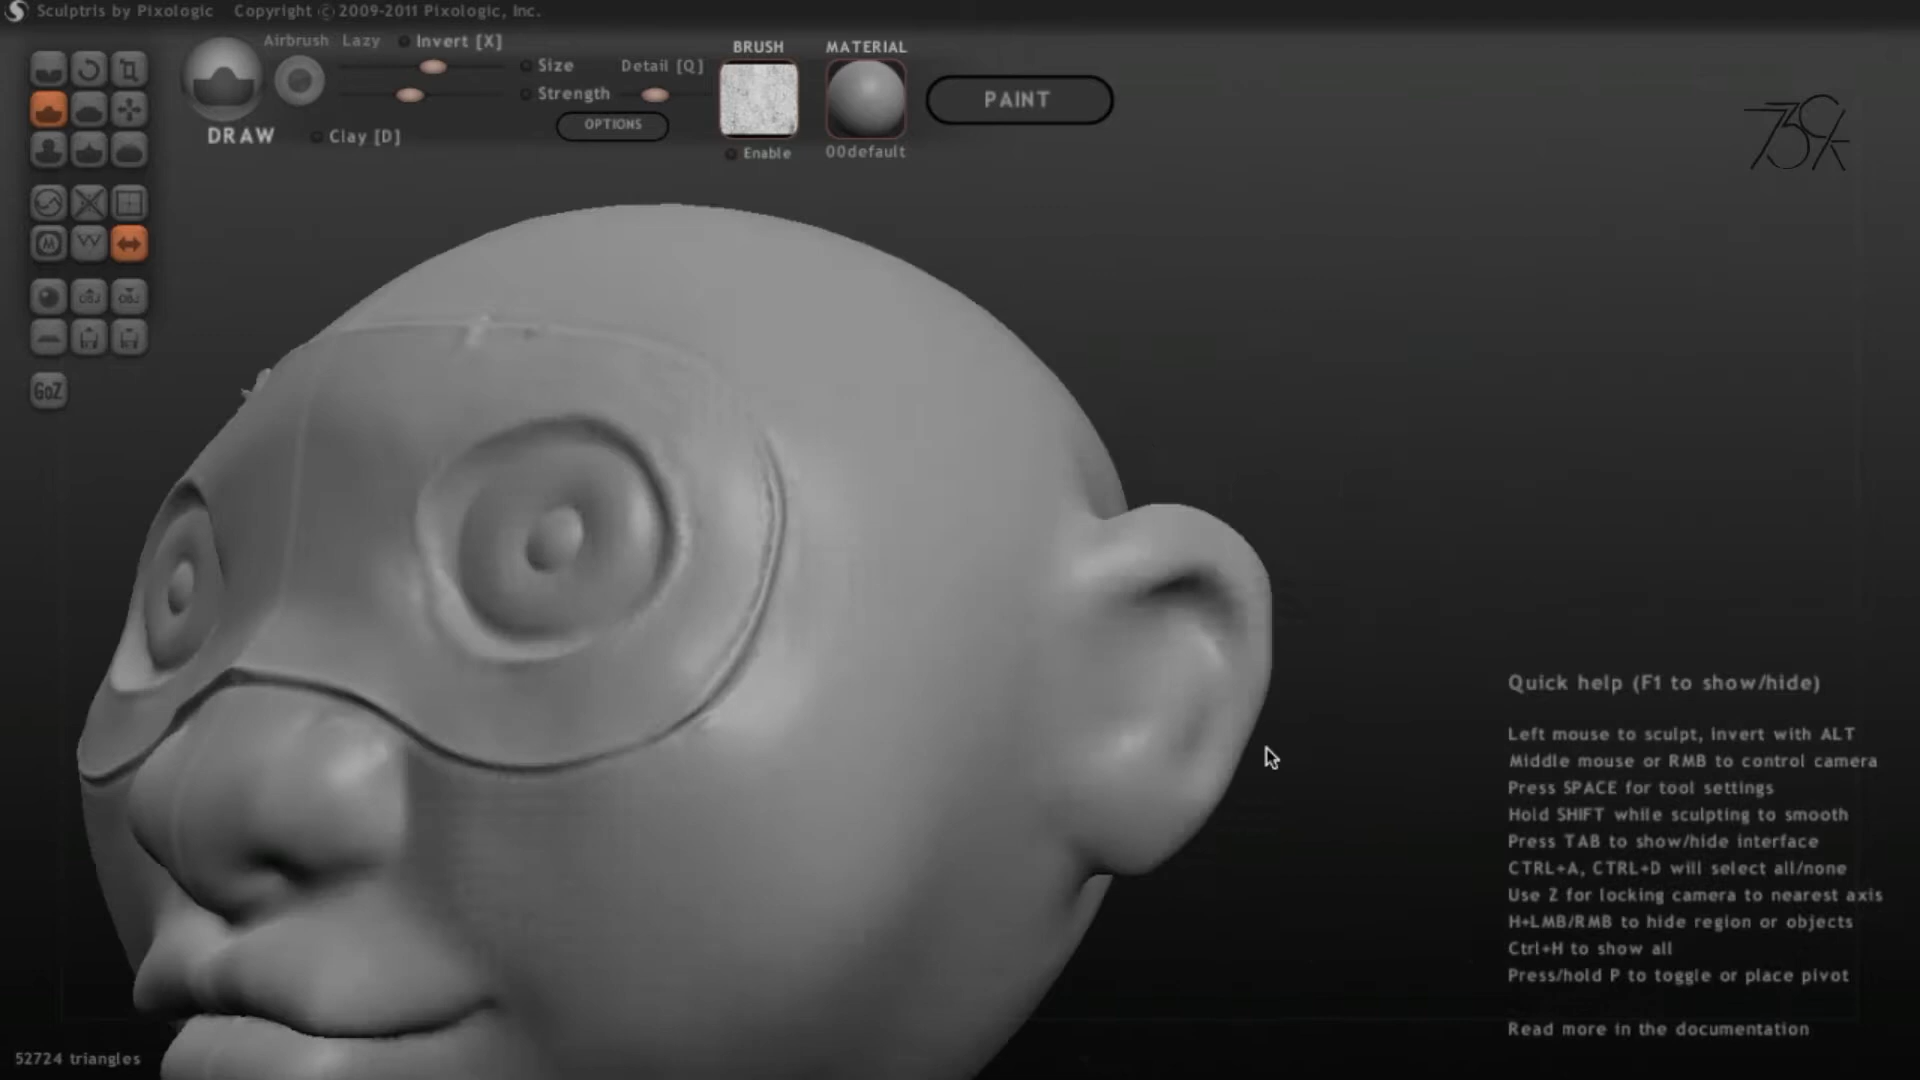 Sculptris by Pixologic Copyright © 2009-2011 Pixologic, Inc.
Airbrush Lazy Invert [X]
Size Detail [Q]
Strength
DRAW Clay [D]
OPTIONS
BRUSH
Enable
MATERIAL
00default
PAINT
OBJ OBJ
GoZ
Quick help (F1 to show/hide)
Left mouse to sculpt, invert with ALT
Middle mouse or RMB to control camera
Press SPACE for tool settings
Hold SHIFT while sculpting to smooth
Press TAB to show/hide interface
CTRL+A, CTRL+D will select all/none
Use Z for locking camera to nearest axis
H+LMB/RMB to hide region or objects
Ctrl+H to show all
Press/hold P to toggle or place pivot
Read more in the documentation
52724 triangles